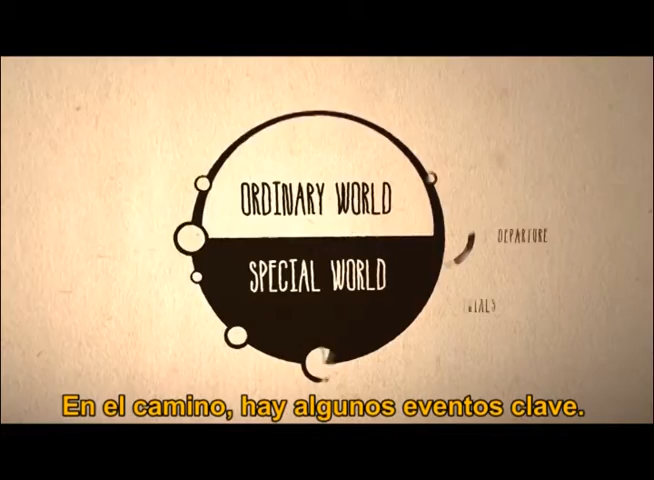 ORDINARY WORLD
DEPARTURE
SPECIAL WORLD
En el camino, hay algunos eventos clave.